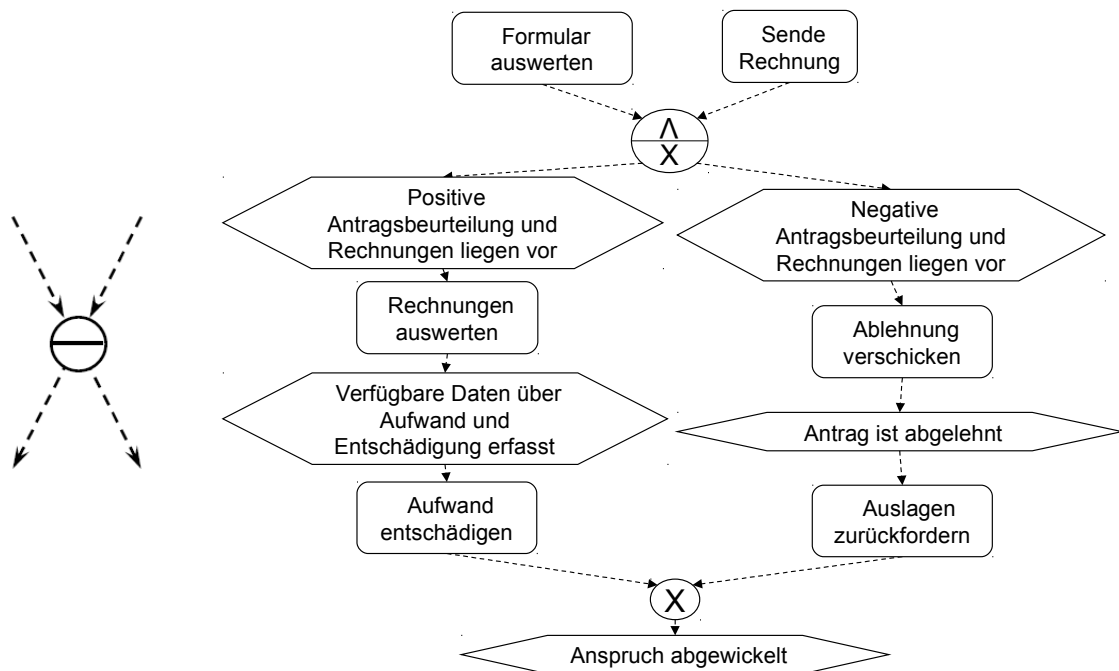 Formular
auswerten
Sende
Rechnung
Λ
X
Positive
Antragsbeurteilung und
Rechnungen liegen vor
Negative
Antragsbeurteilung und
Rechnungen liegen vor
Rechnungen
auswerten
Ablehnung
verschicken
Verfügbare Daten über
Aufwand und
Entschädigung erfasst
Antrag ist abgelehnt
Aufwand
entschädigen
Auslagen
zurückfordern
X
Anspruch abgewickelt